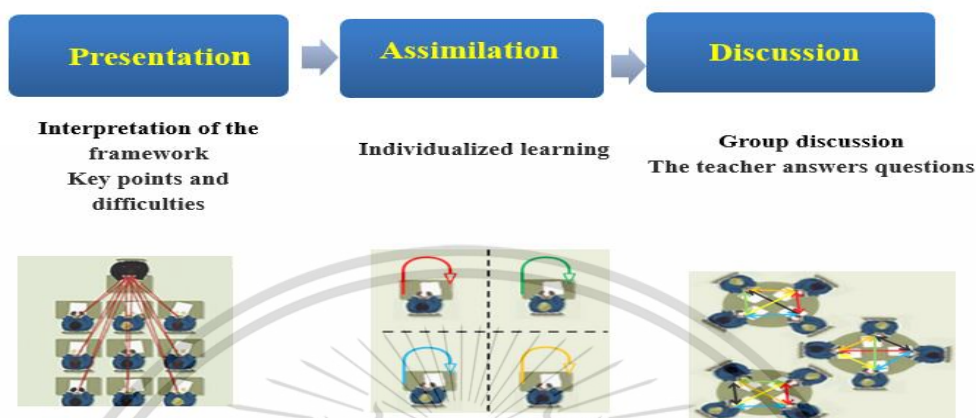 Presentation
Assimilation
Discussion
Interpretation of the
framework
Key points and
difficulties
Individualized learning
Group discussion
The teacher answers questions